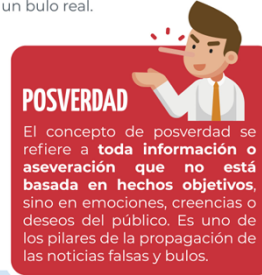 un bulo real.
POSVERDAD
El concepto de posverdad se
refiere a toda información o
aseveración que no está
basada en hechos objetivos,
sino en emociones, creencias o
deseos del público. Es uno de
los pilares de la propagación de
las noticias falsas y bulos.